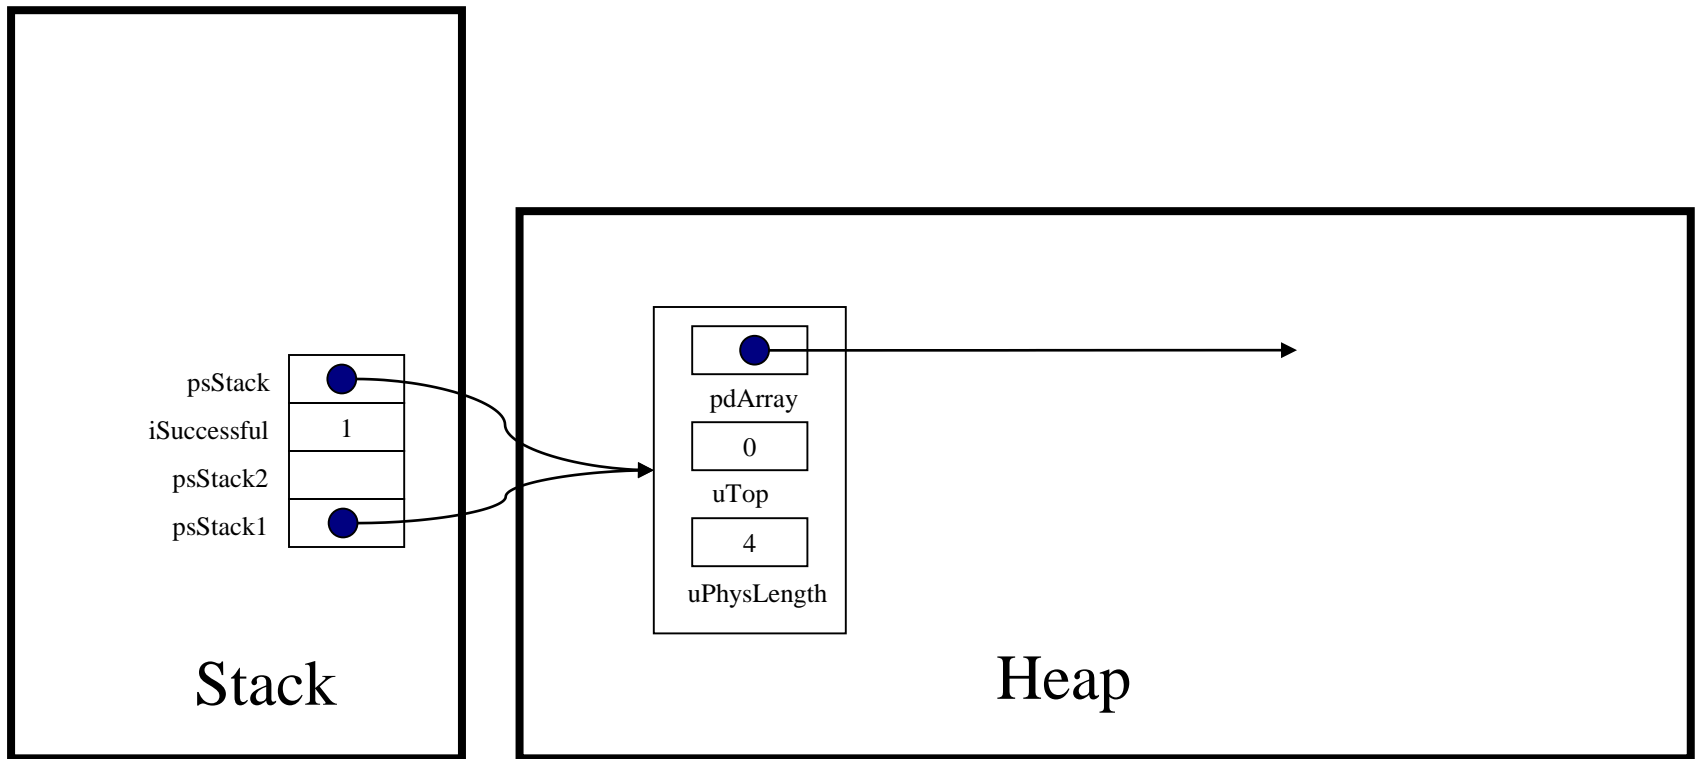 psStack
iSuccessful
1
psStack2
psStack1
Stack
pdArray
0
uTop
4
uPhysLength
Heap